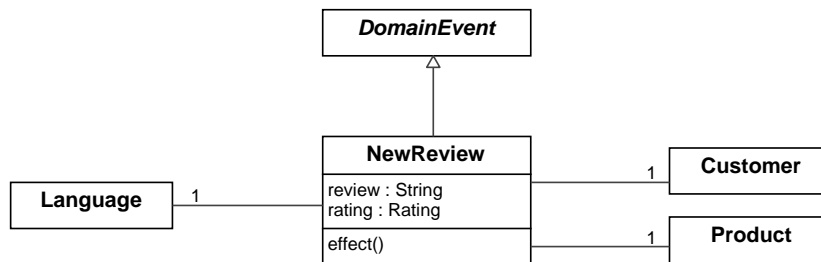 DomainEvent
NewReview
review : String
rating : Rating
effect()
Language
1
1
Customer
1
Product